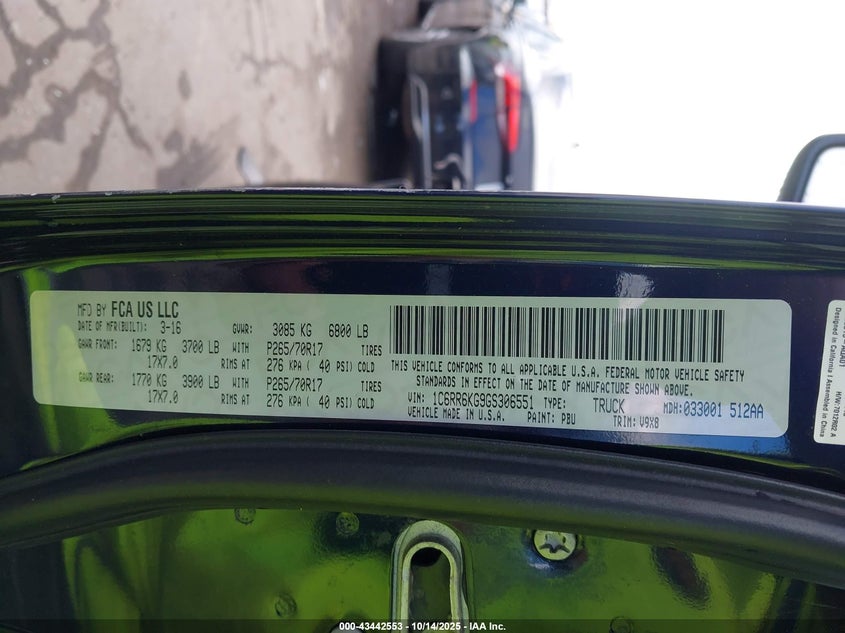 MFD BY FCA US LLC
DATE OF MFR(BUILT): 3-16 GVWR: 3085 KG 6800 LB
GAWR FRONT: 1679 KG 3700 LB WITH P265/70R17 TIRES
17X7.0 RIMS AT 276 KPA ( 40 PSI) COLD
GAWR REAR: 1770 KG 3900 LB WITH P265/70R17 TIRES
17X7.0 RIMS AT 276 KPA ( 40 PSI) COLD
THIS VEHICLE CONFORMS TO ALL APPLICABLE U.S.A. FEDERAL MOTOR VEHICLE SAFETY
STANDARDS IN EFFECT ON THE DATE OF MANUFACTURE SHOWN ABOVE.
VIN: 1C6RR6KG9GS306551 TYPE: TRUCK MDH:033001 512AA
VEHICLE MADE IN U.S.A. PAINT: PBU TRIM: V9X8
Designed in California | Assembled in China
000-43442553 - 10/14/2025 - IAA Inc.